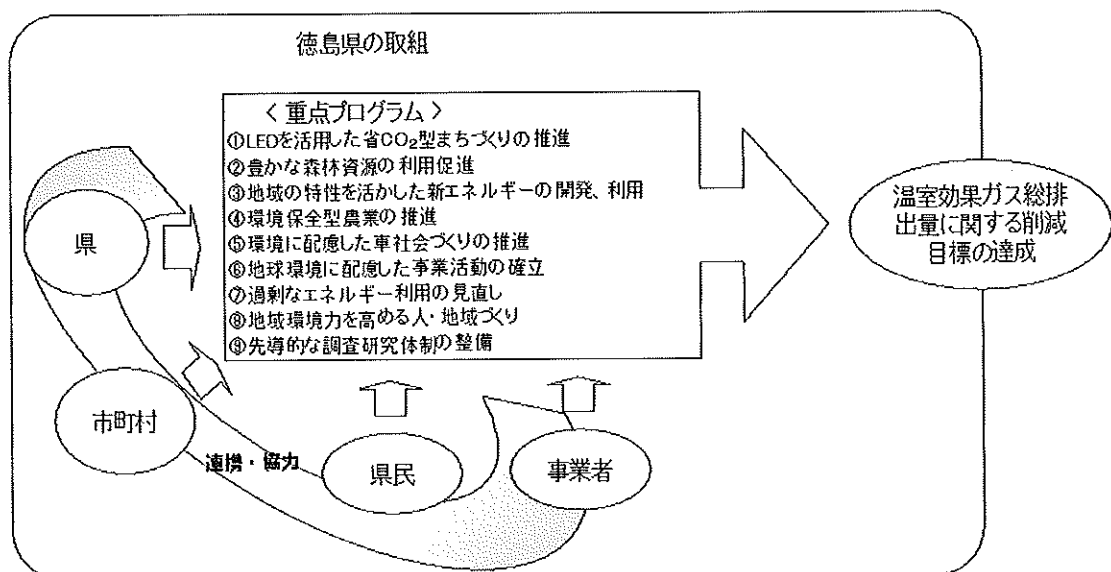 徳島県の取組
＜ 重点プログラム ＞
①LEDを活用した省CO₂型まちづくりの推進
②豊かな森林資源の利用促進
③地域の特性を活かした新エネルギーの開発、利用
④環境保全型農業の推進
⑤環境に配慮した車社会づくりの推進
⑥地球環境に配慮した事業活動の確立
⑦過剰なエネルギー利用の見直し
⑧地域環境力を高める人・地域づくり
⑨先導的な調査研究体制の整備
県
市町村
連携・協力
県民
事業者
温室効果ガス総排
出量に関する削減
目標の達成